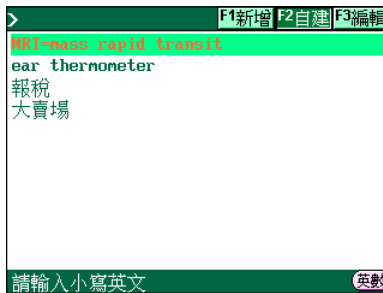 > F1新增 F2自建 F3編輯
MRT=mass rapid transit
ear thermometer
報稅
大賣場
請輸入小寫英文 英數